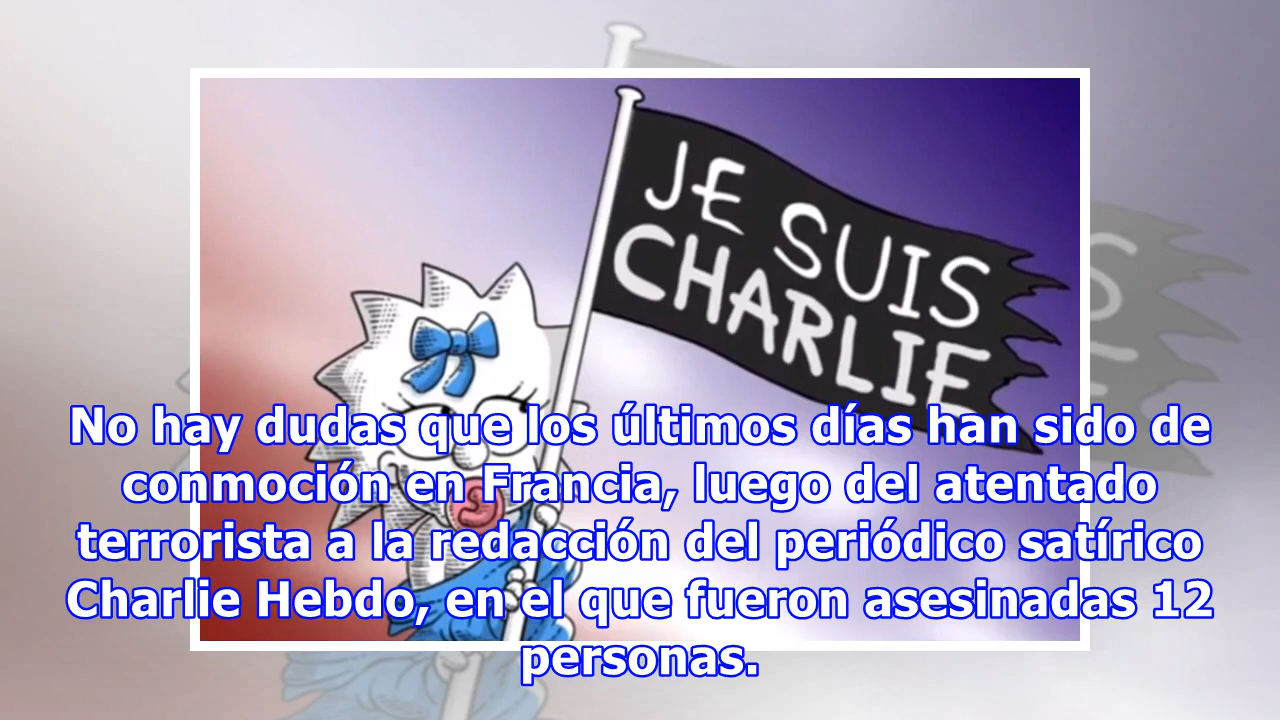 JE SUIS
CHARLIE
No hay dudas que los últimos días han sido de
conmoción en Francia, luego del atentado
terrorista a la redacción del periódico satírico
Charlie Hebdo, en el que fueron asesinadas 12
personas.